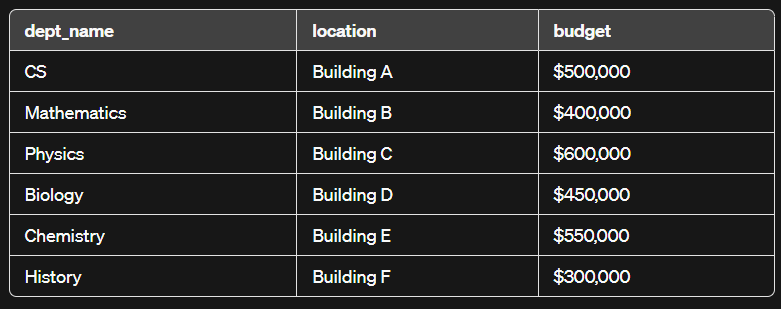 dept_name location budget
CS Building A $500,000
Mathematics Building B $400,000
Physics Building C $600,000
Biology Building D $450,000
Chemistry Building E $550,000
History Building F $300,000